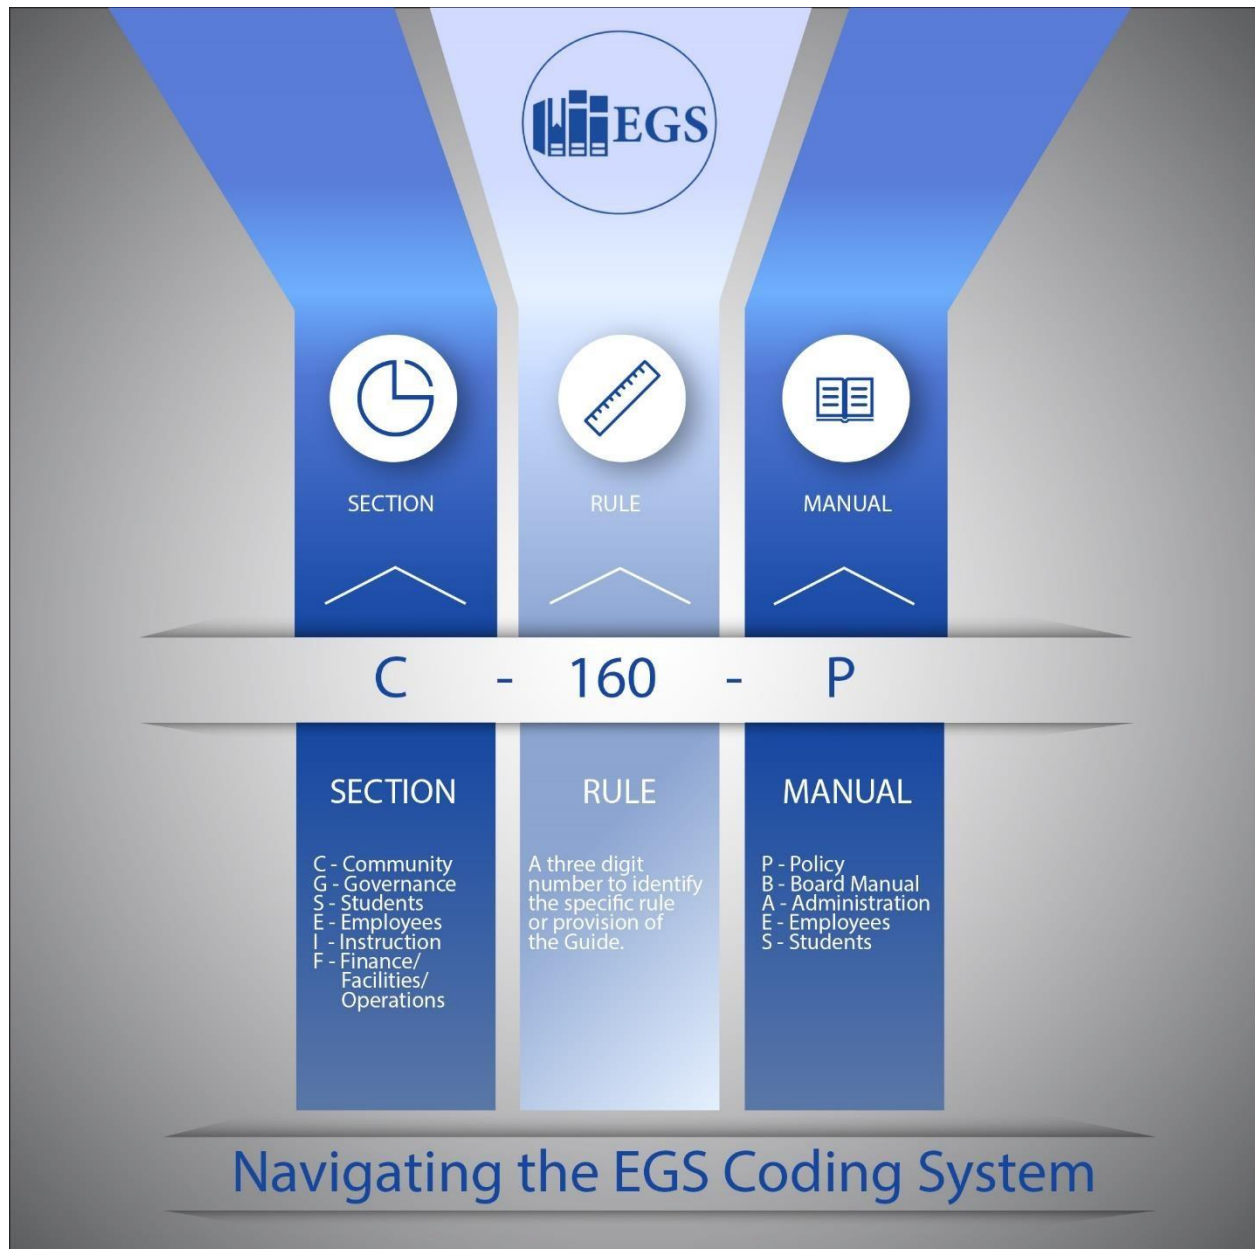 EGS
SECTION
RULE
MANUAL
C - 160 - P
SECTION
C - Community
G - Governance
S - Students
E - Employees
I - Instruction
F - Finance/
Facilities/
Operations
RULE
A three digit
number to identify
the specific rule
or provision of
the Guide.
MANUAL
P - Policy
B - Board Manual
A - Administration
E - Employees
S - Students
Navigating the EGS Coding System